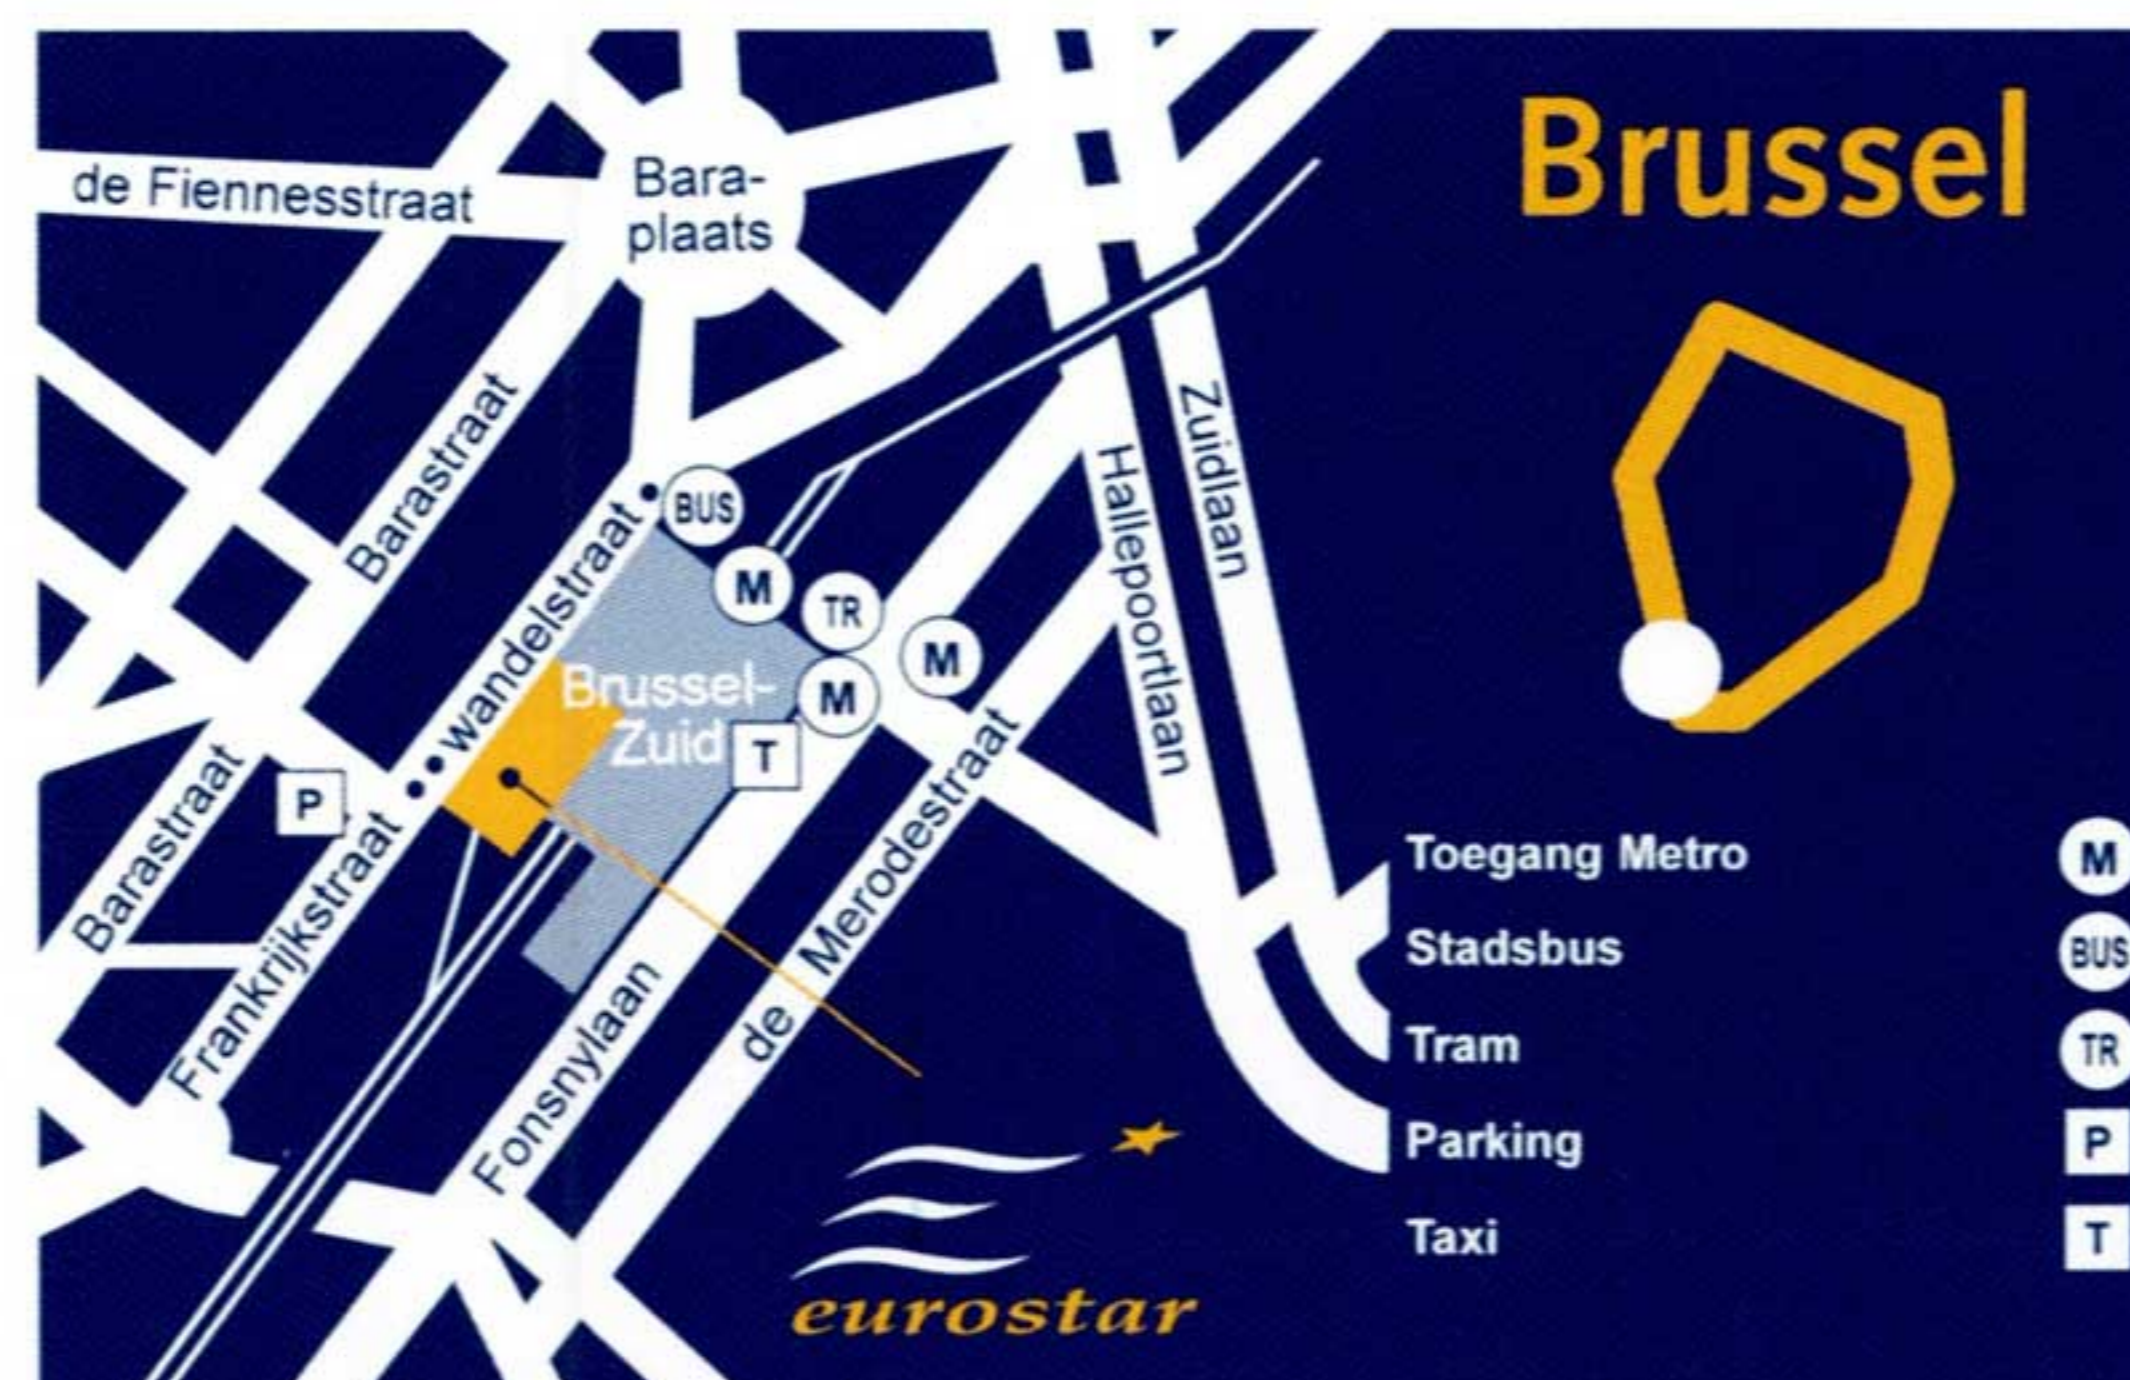 Brussel
de Fiennesstraat
Bara-
plaats
Barastraat
Zuidlaan
Hallepoortlaan
BUS
wandelstraat
M
TR
M
M
Brussel-
Zuid
T
P
Barastraat
Frankrijkstraat
de Merodestraat
Fonsnylaan
Toegang Metro M
Stadsbus BUS
Tram TR
Parking P
Taxi T
eurostar